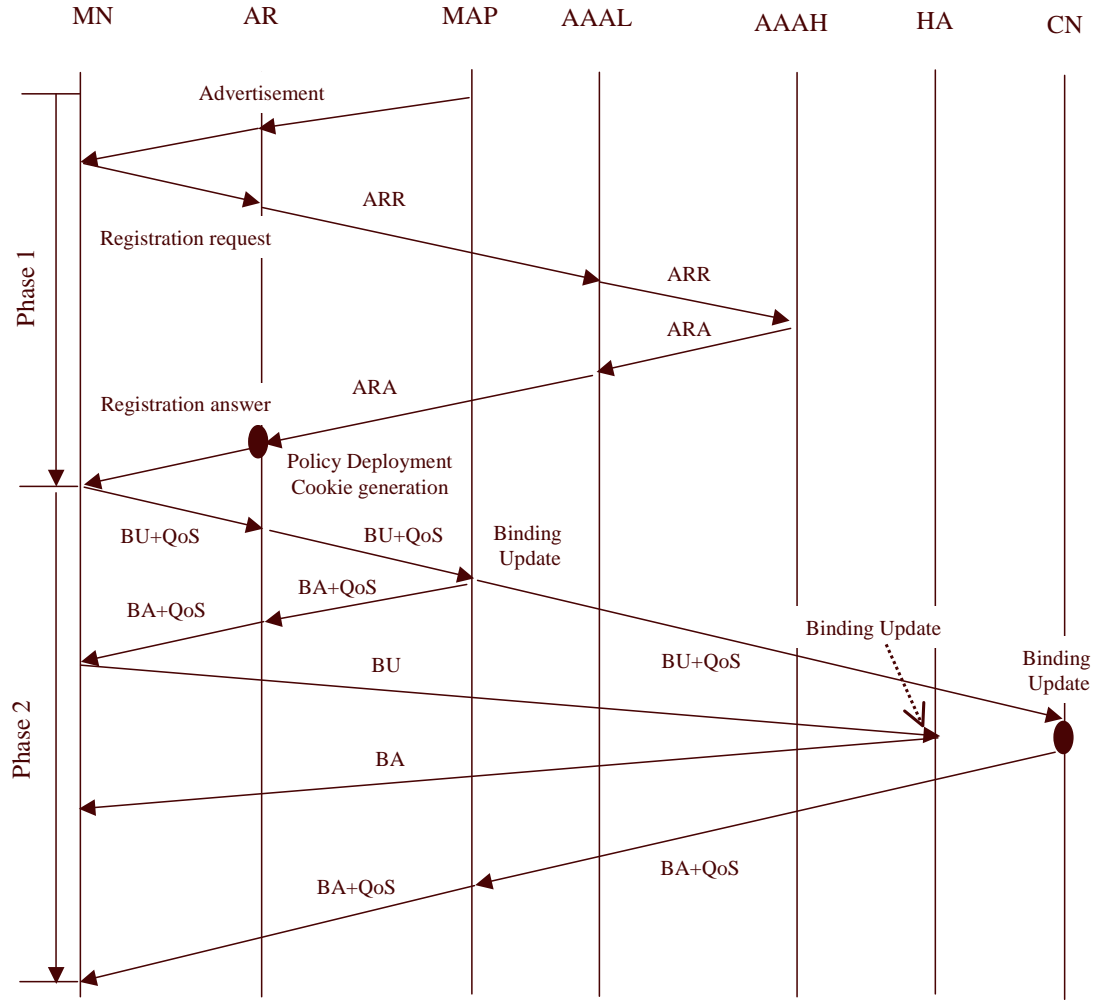 MN
AR
MAP
AAAL
AAAH
HA
CN
Advertisement
ARR
Registration request
ARR
Phase 1
ARA
ARA
Registration answer
Policy Deployment
Cookie generation
BU+QoS
BU+QoS
Binding
Update
BA+QoS
BA+QoS
Binding Update
BU+QoS
Binding
Update
BU
Phase 2
BA
BA+QoS
BA+QoS